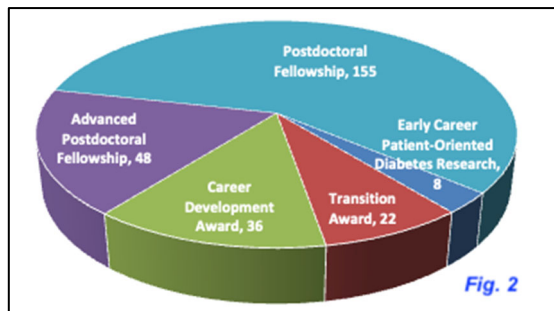 Postdoctoral
Fellowship, 155
Advanced
Postdoctoral
Fellowship, 48
Early Career
Patient-Oriented
Diabetes Research,
8
Career
Development
Award, 36
Transition
Award, 22
Fig. 2